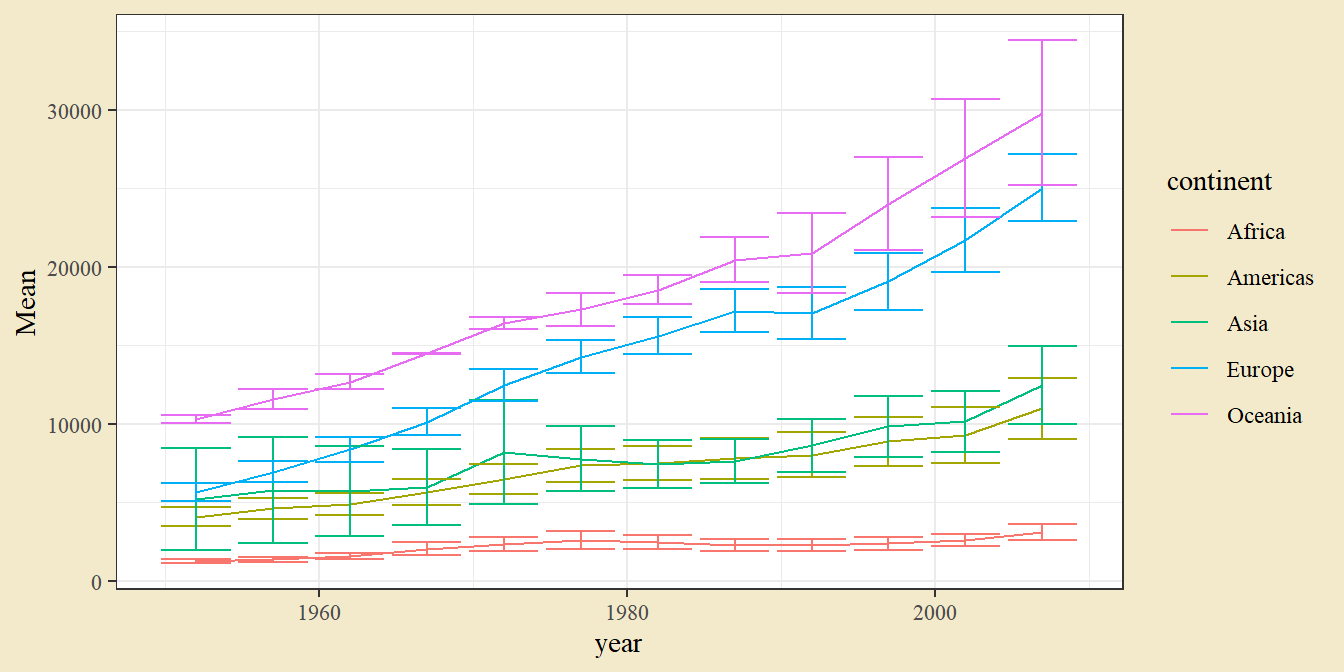 Mean
30000
20000
10000
0
1960
1980
2000
year
continent
Africa
Americas
Asia
Europe
Oceania